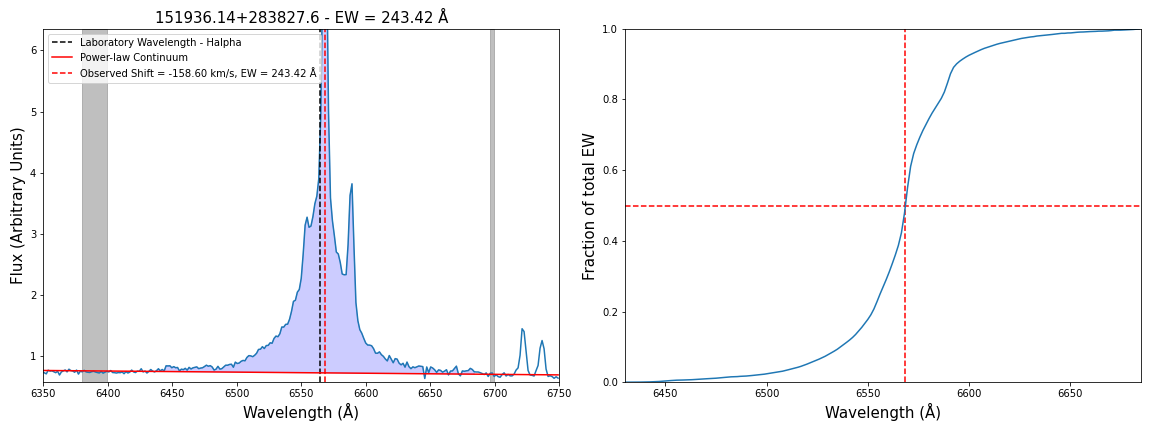 151936.14+283827.6 - EW = 243.42 Å
Laboratory Wavelength - Halpha
Power-law Continuum
Observed Shift = -158.60 km/s, EW = 243.42 Å
Flux (Arbitrary Units)
6
5
4
3
2
1
6350 6400 6450 6500 6550 6600 6650 6700 6750
Wavelength (Å)
Fraction of total EW
1.0
0.8
0.6
0.4
0.2
0.0
6450 6500 6550 6600 6650
Wavelength (Å)